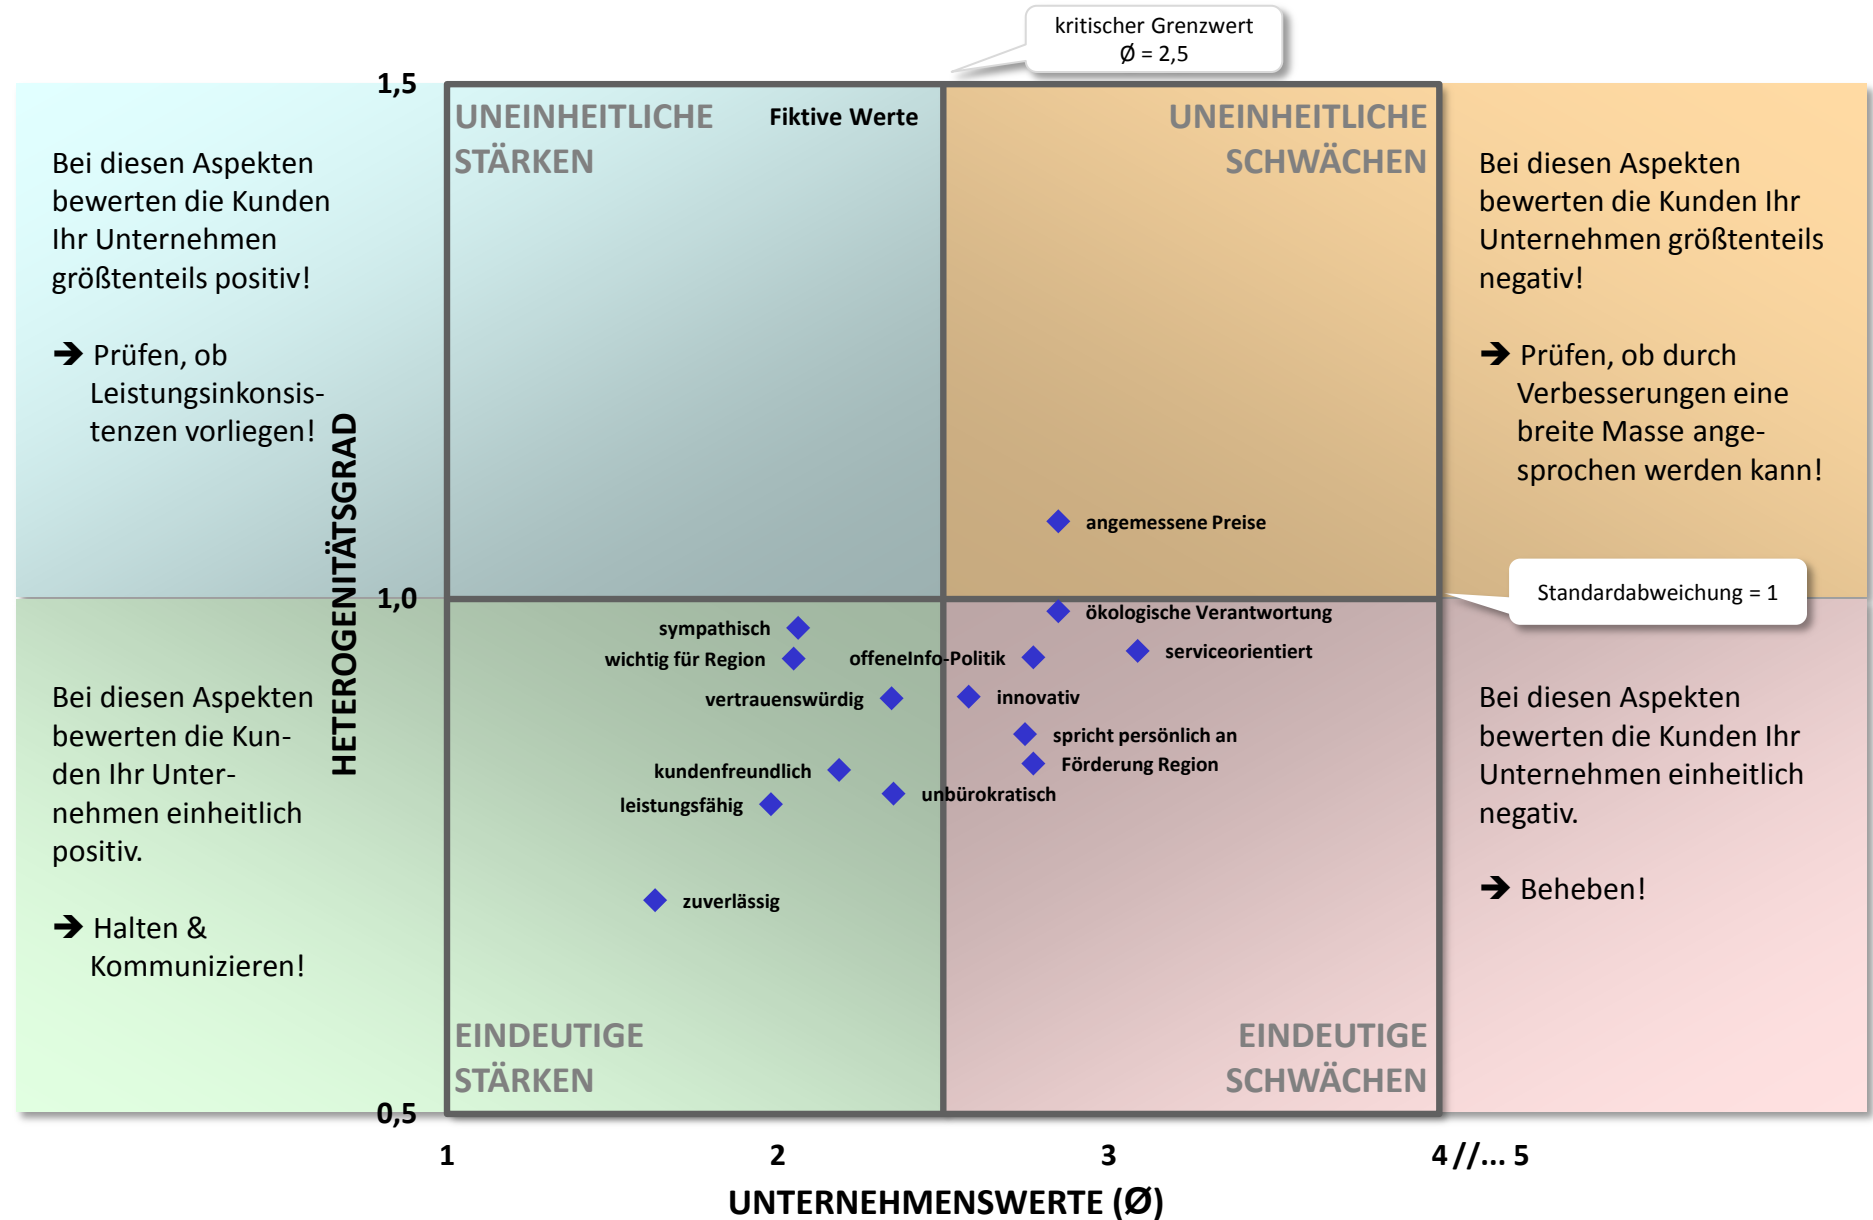 kritischer Grenzwert
Ø = 2,5
1,5
UNEINHEITLICHE
STÄRKEN
Fiktive Werte
UNEINHEITLICHE
SCHWÄCHEN
Bei diesen Aspekten
bewerten die Kunden
Ihr Unternehmen
größtenteils positiv!
➔ Prüfen, ob
Leistungsinkonsis-
tenzen vorliegen!
Bei diesen Aspekten
bewerten die Kunden Ihr
Unternehmen größtenteils
negativ!
➔ Prüfen, ob durch
Verbesserungen eine
breite Masse ange-
sprochen werden kann!
HETEROGENITÄTSGRAD
angemessene Preise
1,0
Standardabweichung = 1
ökologische Verantwortung
sympathisch
wichtig für Region
offeneInfo-Politik
serviceorientiert
vertrauenswürdig
innovativ
spricht persönlich an
Förderung Region
kundenfreundlich
unbürokratisch
leistungsfähig
zuverlässig
Bei diesen Aspekten
bewerten die Kun-
den Ihr Unter-
nehmen einheitlich
positiv.
➔ Halten &
Kommunizieren!
Bei diesen Aspekten
bewerten die Kunden Ihr
Unternehmen einheitlich
negativ.
➔ Beheben!
EINDEUTIGE
STÄRKEN
EINDEUTIGE
SCHWÄCHEN
0,5
1 2 3 4 //... 5
UNTERNEHMENSWERTE (Ø)